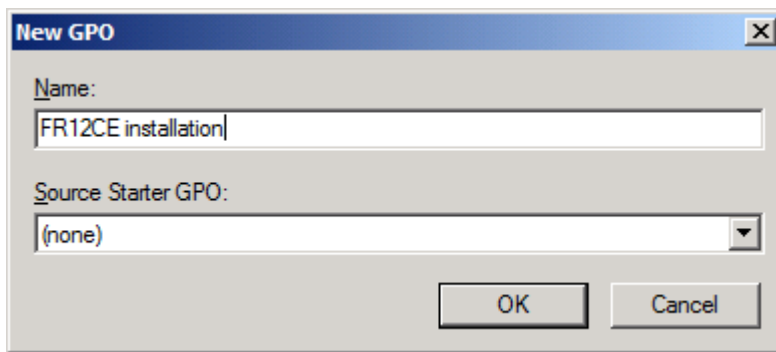 New GPO
Name:
FR12CE installation
Source Starter GPO:
(none)
OK Cancel